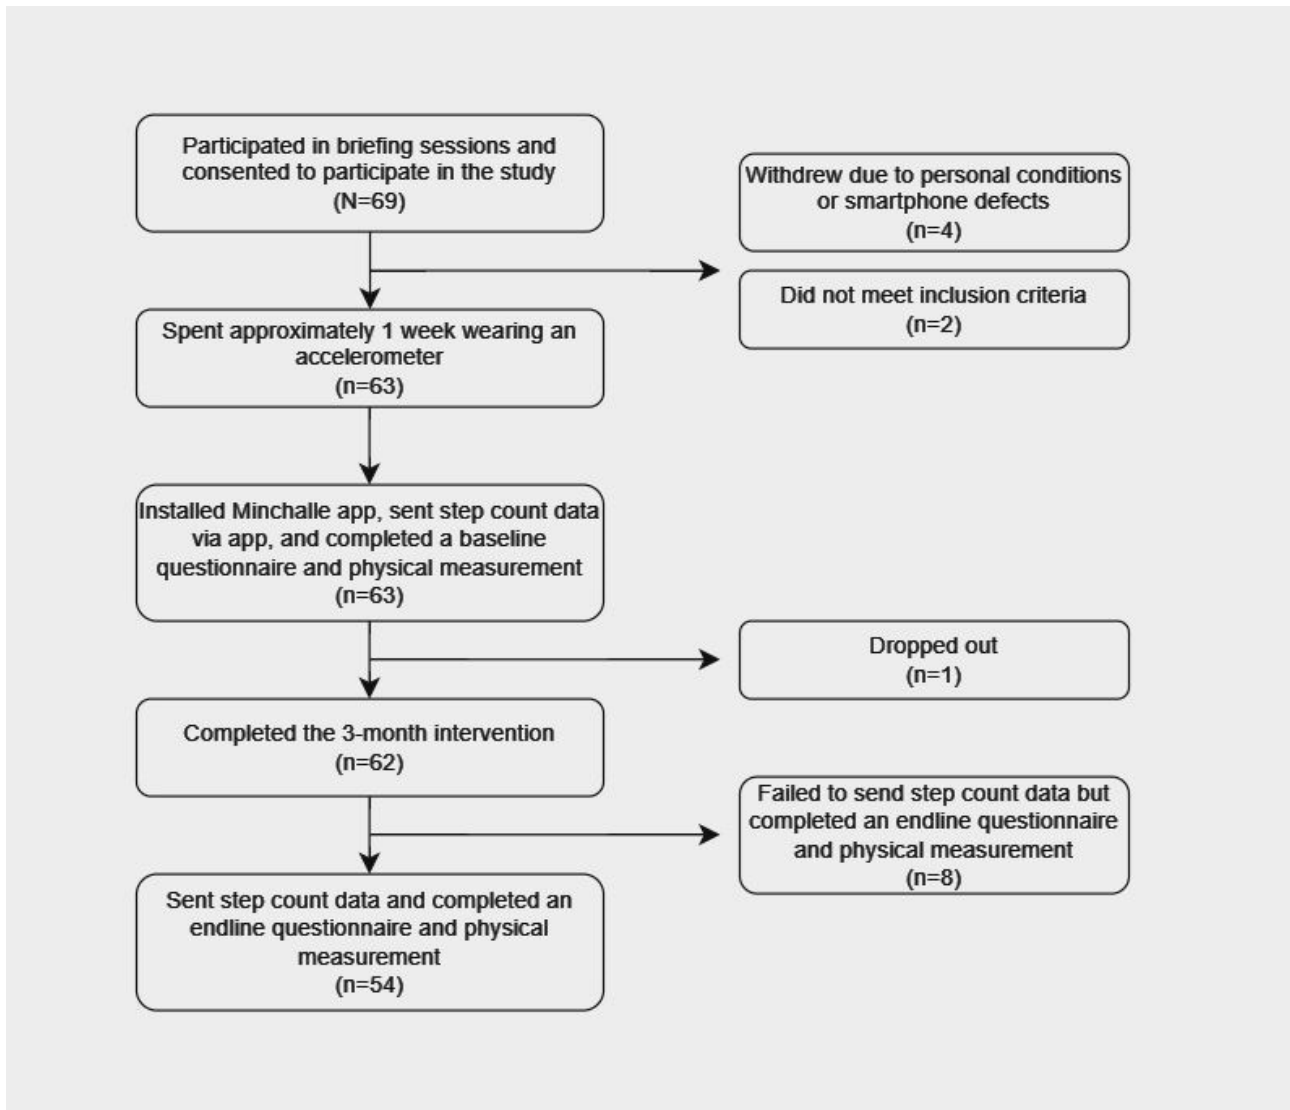 Participated in briefing sessions and
consented to participate in the study
(N=69)
Withdrew due to personal conditions
or smartphone defects
(n=4)
Did not meet inclusion criteria
(n=2)
Spent approximately 1 week wearing an
accelerometer
(n=63)
Installed Minchalle app, sent step count data
via app, and completed a baseline
questionnaire and physical measurement
(n=63)
Dropped out
(n=1)
Completed the 3-month intervention
(n=62)
Failed to send step count data but
completed an endline questionnaire
and physical measurement
(n=8)
Sent step count data and completed an
endline questionnaire and physical
measurement
(n=54)